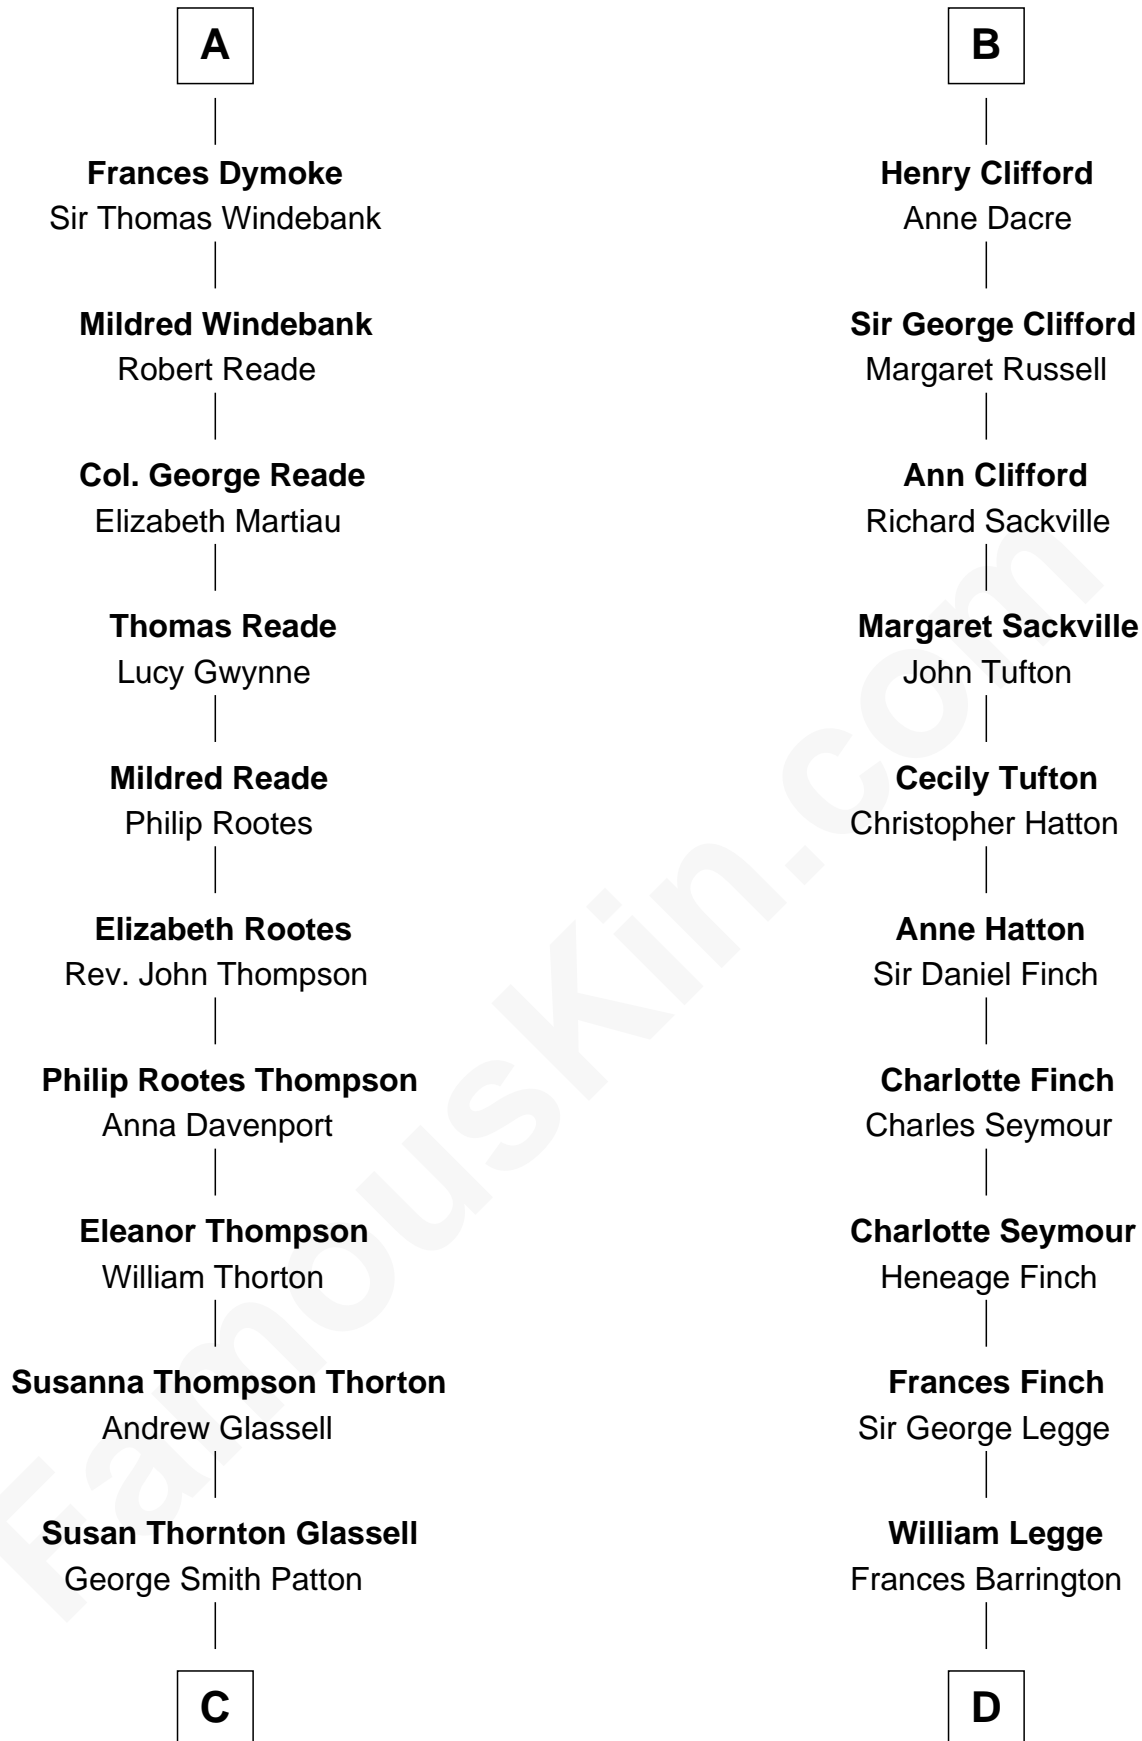 A
Frances Dymoke
Sir Thomas Windebank
Mildred Windebank
Robert Reade
Col. George Reade
Elizabeth Martiau
Thomas Reade
Lucy Gwynne
Mildred Reade
Philip Rootes
Elizabeth Rootes
Rev. John Thompson
Philip Rootes Thompson
Anna Davenport
Eleanor Thompson
William Thorton
Susanna Thompson Thorton
Andrew Glassell
Susan Thornton Glassell
George Smith Patton
C
B
Henry Clifford
Anne Dacre
Sir George Clifford
Margaret Russell
Ann Clifford
Richard Sackville
Margaret Sackville
John Tufton
Cecily Tufton
Christopher Hatton
Anne Hatton
Sir Daniel Finch
Charlotte Finch
Charles Seymour
Charlotte Seymour
Heneage Finch
Frances Finch
Sir George Legge
William Legge
Frances Barrington
D
FamousKin.com